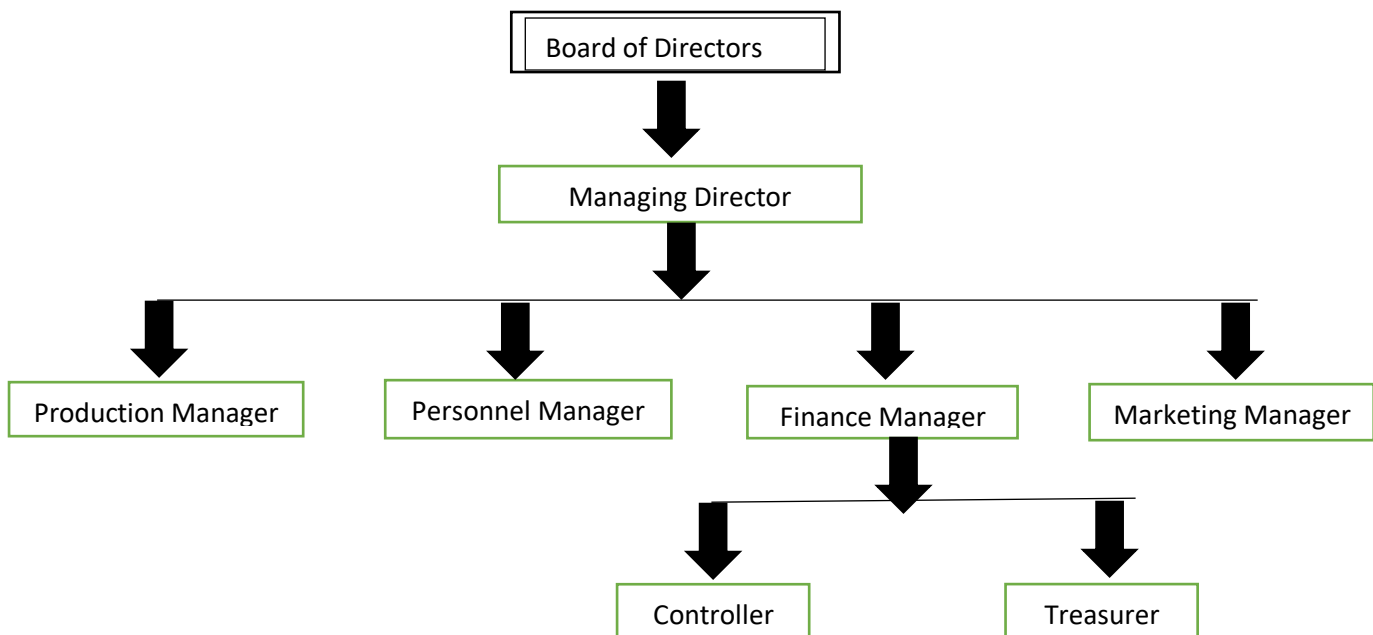 Board of Directors
Managing Director
Production Manager
Personnel Manager
Finance Manager
Marketing Manager
Controller
Treasurer